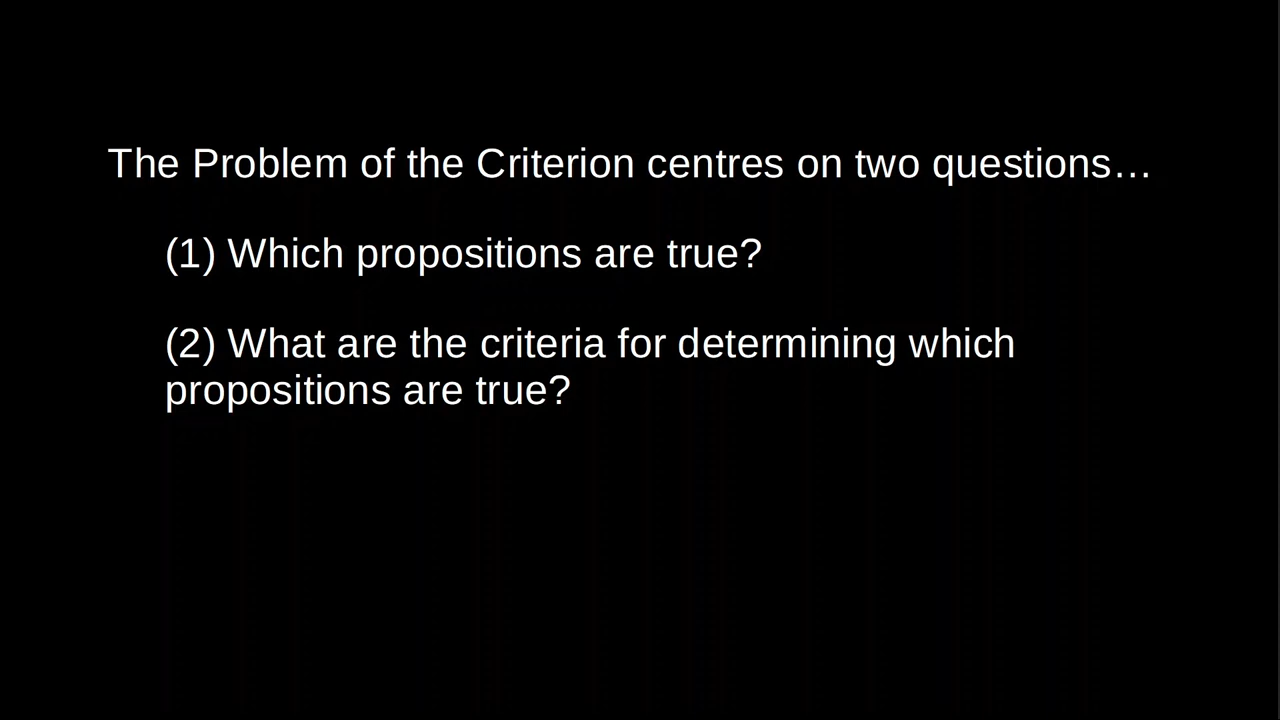 The Problem of the Criterion centres on two questions…
(1) Which propositions are true?
(2) What are the criteria for determining which
propositions are true?